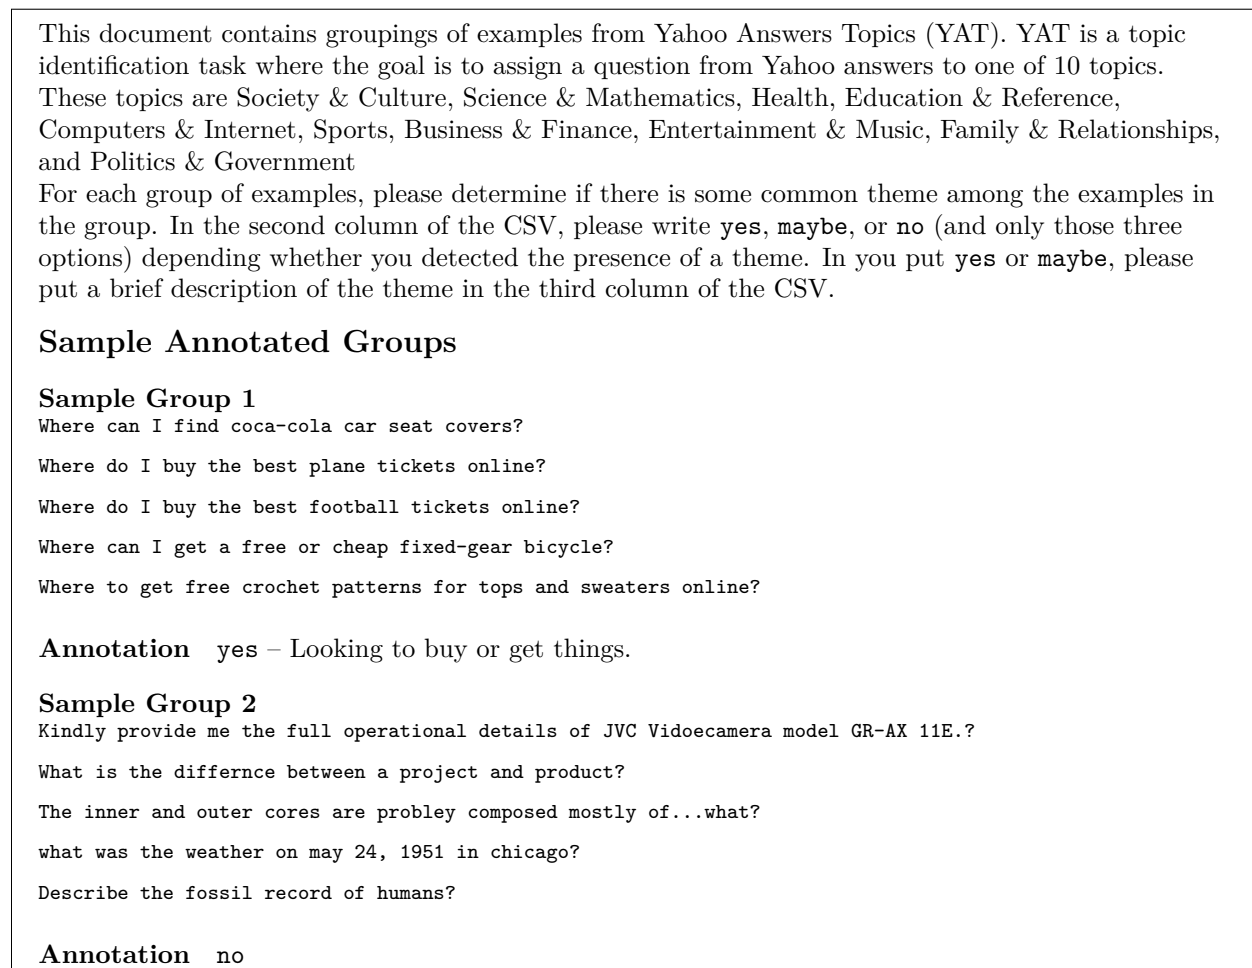 This document contains groupings of examples from Yahoo Answers Topics (YAT). YAT is a topic
identification task where the goal is to assign a question from Yahoo answers to one of 10 topics.
These topics are Society & Culture, Science & Mathematics, Health, Education & Reference,
Computers & Internet, Sports, Business & Finance, Entertainment & Music, Family & Relationships,
and Politics & Government
For each group of examples, please determine if there is some common theme among the examples in
the group. In the second column of the CSV, please write yes, maybe, or no (and only those three
options) depending whether you detected the presence of a theme. In you put yes or maybe, please
put a brief description of the theme in the third column of the CSV.
Sample Annotated Groups
Sample Group 1
Where can I find coca-cola car seat covers?
Where do I buy the best plane tickets online?
Where do I buy the best football tickets online?
Where can I get a free or cheap fixed-gear bicycle?
Where to get free crochet patterns for tops and sweaters online?
Annotation yes – Looking to buy or get things.
Sample Group 2
Kindly provide me the full operational details of JVC Vidoecamera model GR-AX 11E.?
What is the differnce between a project and product?
The inner and outer cores are probley composed mostly of...what?
what was the weather on may 24, 1951 in chicago?
Describe the fossil record of humans?
Annotation no